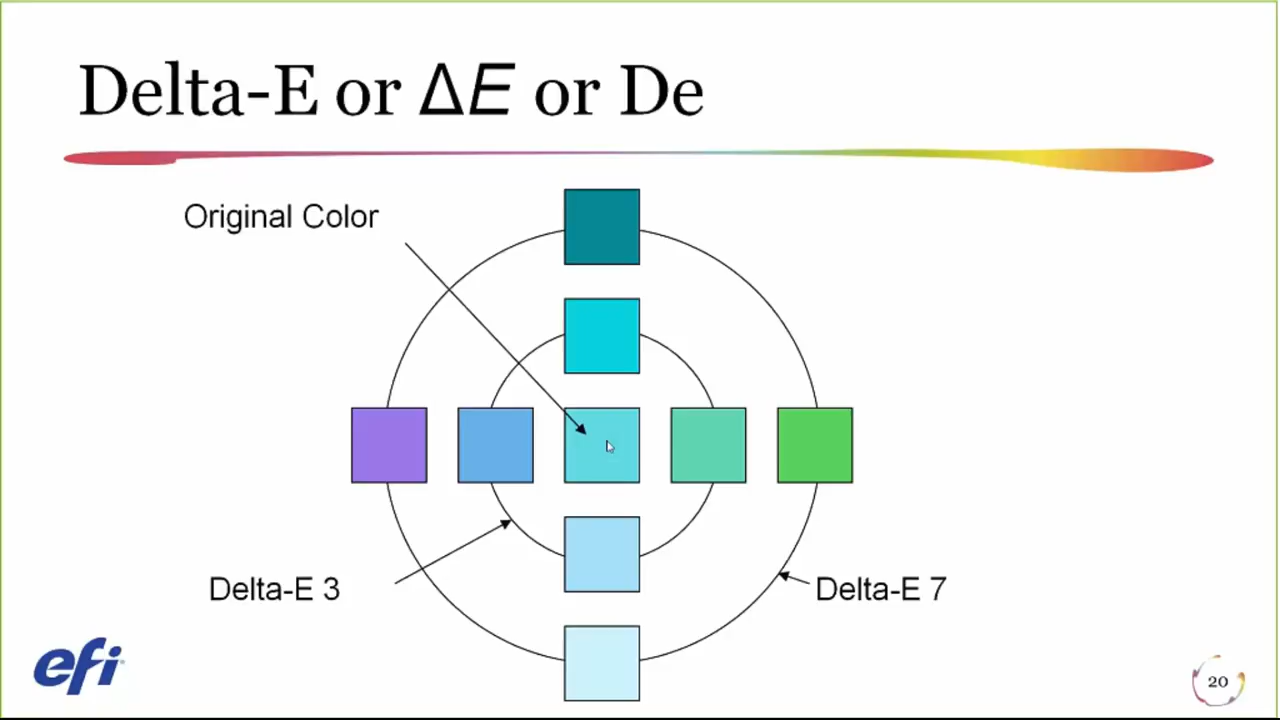 Delta-E or ΔE or De
Original Color
Delta-E 3
Delta-E 7
efi
20